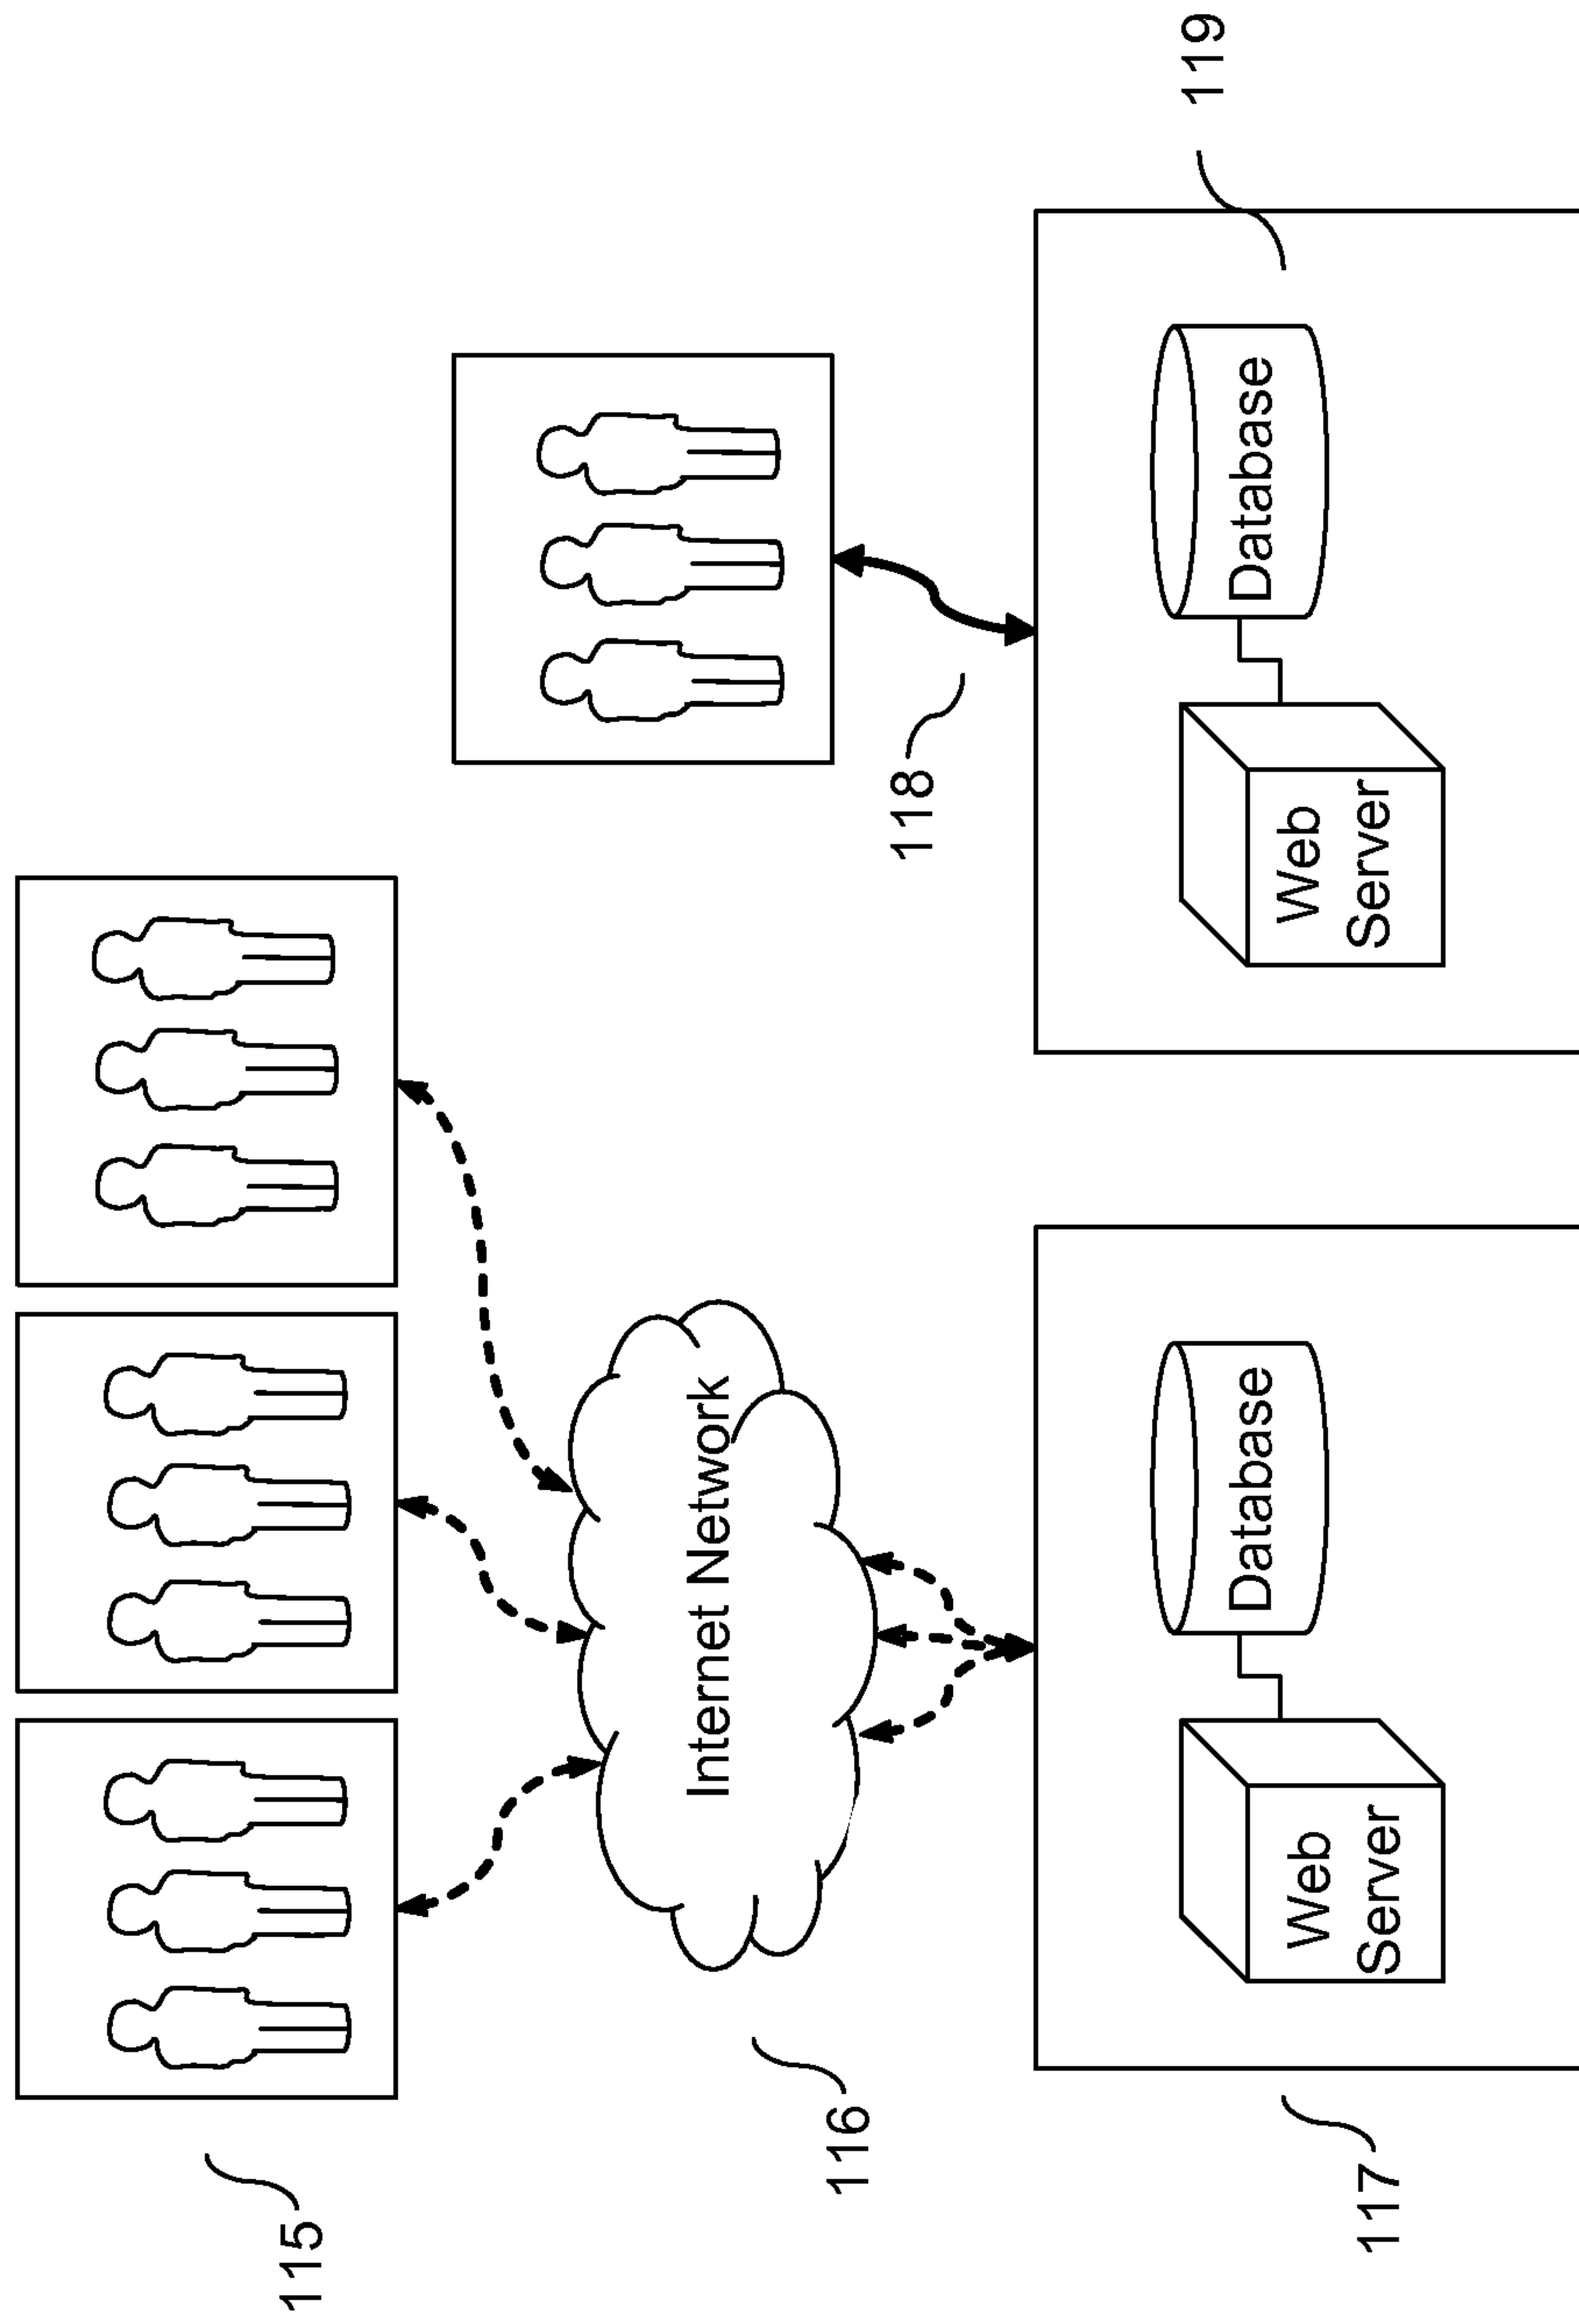 115
116
Internet Network
118
117
Web
Server
Database
Web
Server
Database
119